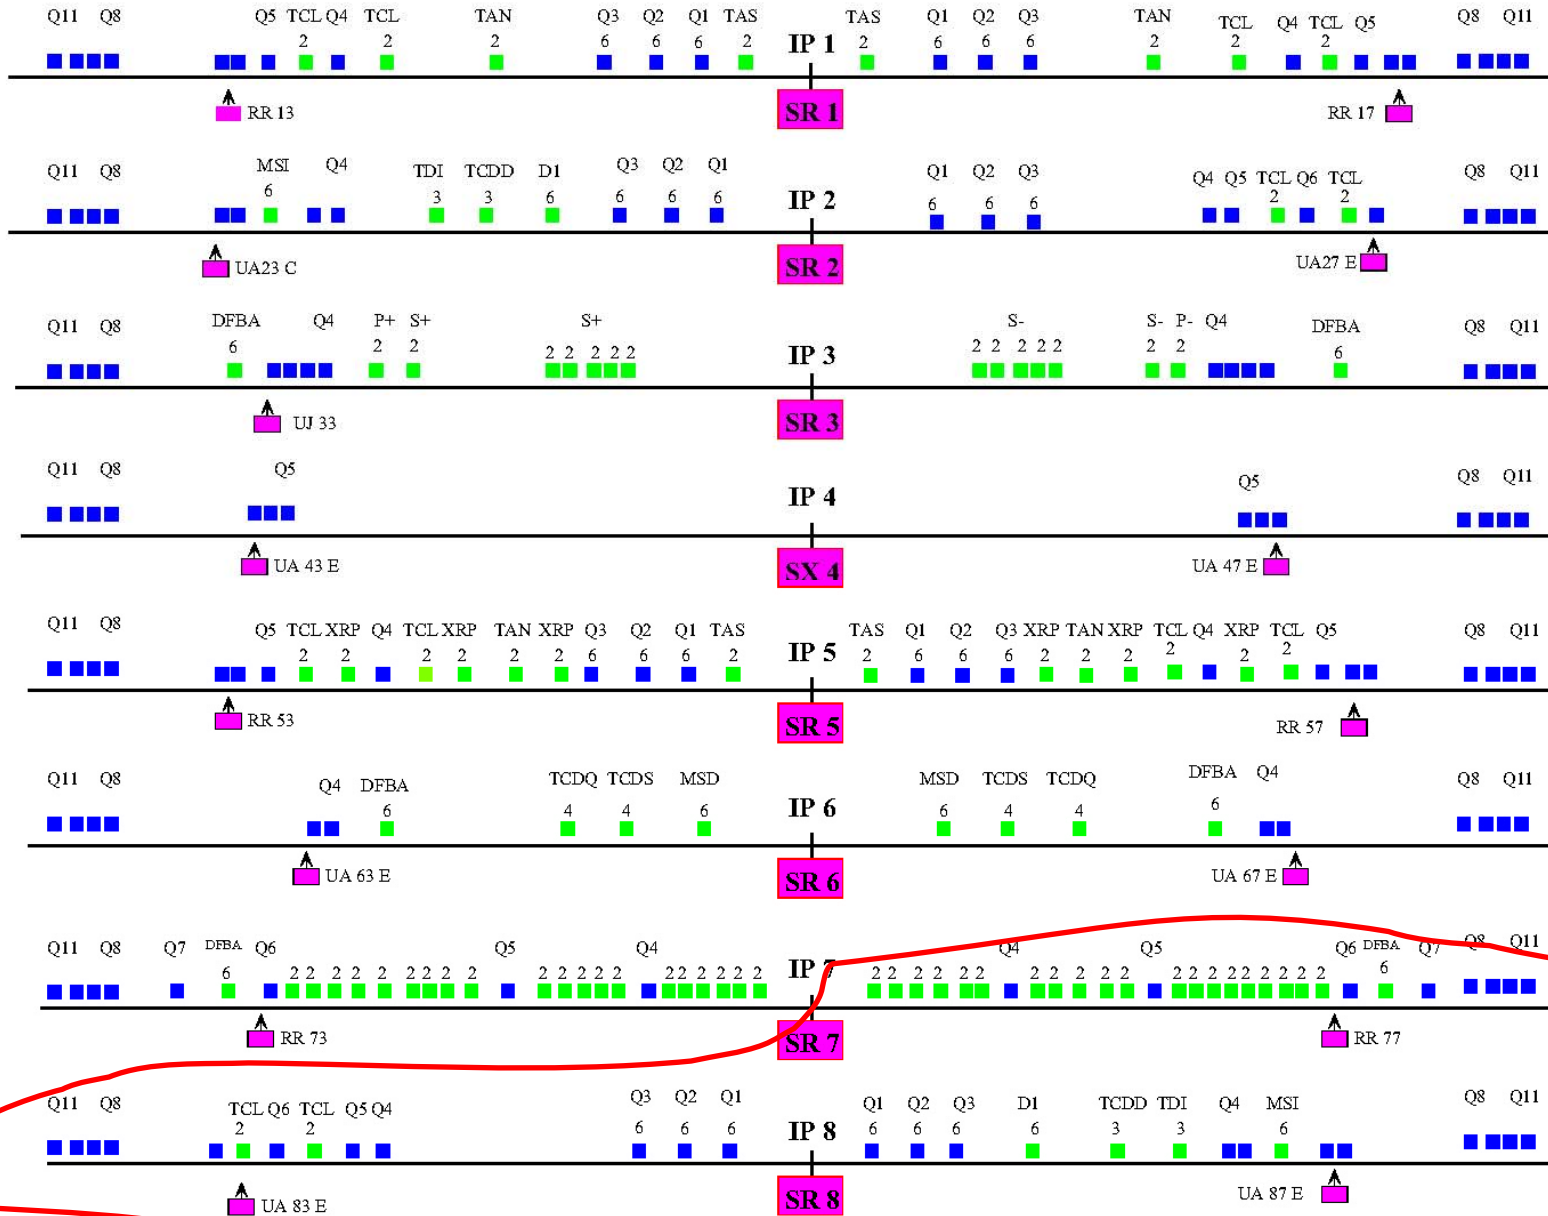 Q11 Q8 Q5 TCL Q4 TCL TAN Q3 Q2 Q1 TAS IP 1 TAS Q1 Q2 Q3 TAN TCL Q4 TCL Q5 Q8 Q11
2 2 2 6 6 6 2 2 6 6 6 2 2 2
RR 13 SR 1 RR 17
Q11 Q8 MSI Q4 TDI TCDD D1 Q3 Q2 Q1 IP 2 Q1 Q2 Q3 Q4 Q5 TCL Q6 TCL Q8 Q11
6 3 3 6 6 6 6 6 6 6 2 2
UA23 C SR 2 UA27 E
Q11 Q8 DFBA Q4 P+ S+ S+ IP 3 S- S- P- Q4 DFBA Q8 Q11
6 2 2 2 2 2 2 2 2 2 2 2 2 2 2 6
UJ 33 SR 3
Q11 Q8 Q5 IP 4 Q5 Q8 Q11
UA 43 E SX 4 UA 47 E
Q11 Q8 Q5 TCL XRP Q4 TCL XRP TAN XRP Q3 Q2 Q1 TAS IP 5 TAS Q1 Q2 Q3 XRP TAN XRP TCL Q4 XRP TCL Q5 Q8 Q11
2 2 2 2 2 2 6 6 6 2 2 6 6 6 2 2 2 2 2 2
RR 53 SR 5 RR 57
Q11 Q8 Q4 DFBA TCDQ TCDS MSD IP 6 MSD TCDS TCDQ DFBA Q4 Q8 Q11
6 4 4 6 6 4 4 6
UA 63 E SR 6 UA 67 E
Q11 Q8 Q7 DFBA Q6 Q5 Q4 IP 7 Q4 Q5 Q6 DFBA Q7 Q8 Q11
6 2 2 2 2 2 2 2 2 2 2 2 2 2 2 2 2 2 2 2 2 2 2 2 2 2 2 2 2 2 2 2 2 2 2 2 2 2 2 2 6
RR 73 SR 7 RR 77
Q11 Q8 TCL Q6 TCL Q5 Q4 Q3 Q2 Q1 IP 8 Q1 Q2 Q3 D1 TCDD TDI Q4 MSI Q8 Q11
2 2 6 6 6 6 6 6 6 3 3 6
UA 83 E SR 8 UA 87 E